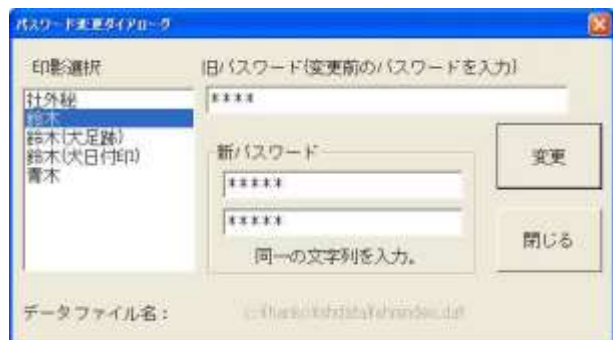 パスワード変更ダイアローグ
印影選択
旧パスワード(変更前のパスワードを入力)
社外秘
鈴木
鈴木(犬足跡)
鈴木(犬日付印)
青木
****
新パスワード
*****
*****
同一の文字列を入力。
変更
閉じる
データファイル名：